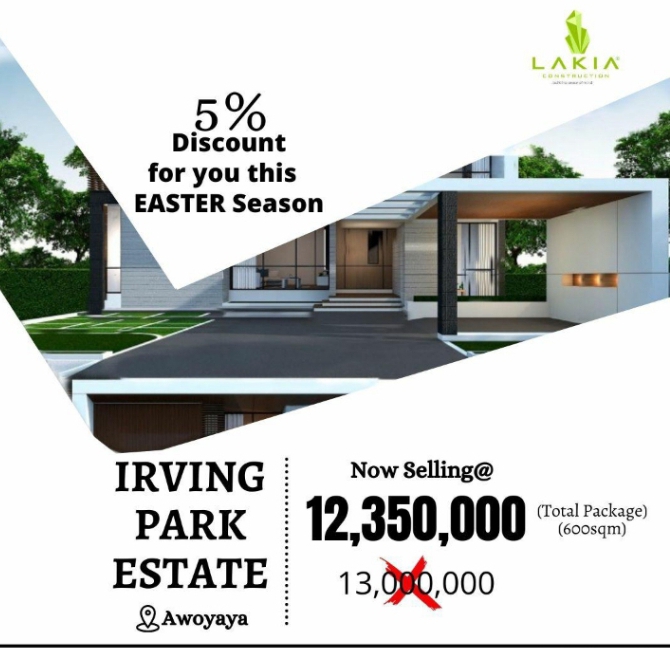 LAKIA
CONSTRUCTION
5%
Discount
for you this
EASTER Season
IRVING
PARK
ESTATE
Awoyaya
Now Selling@
12,350,000
(Total Package)
(600sqm)
13,000,000